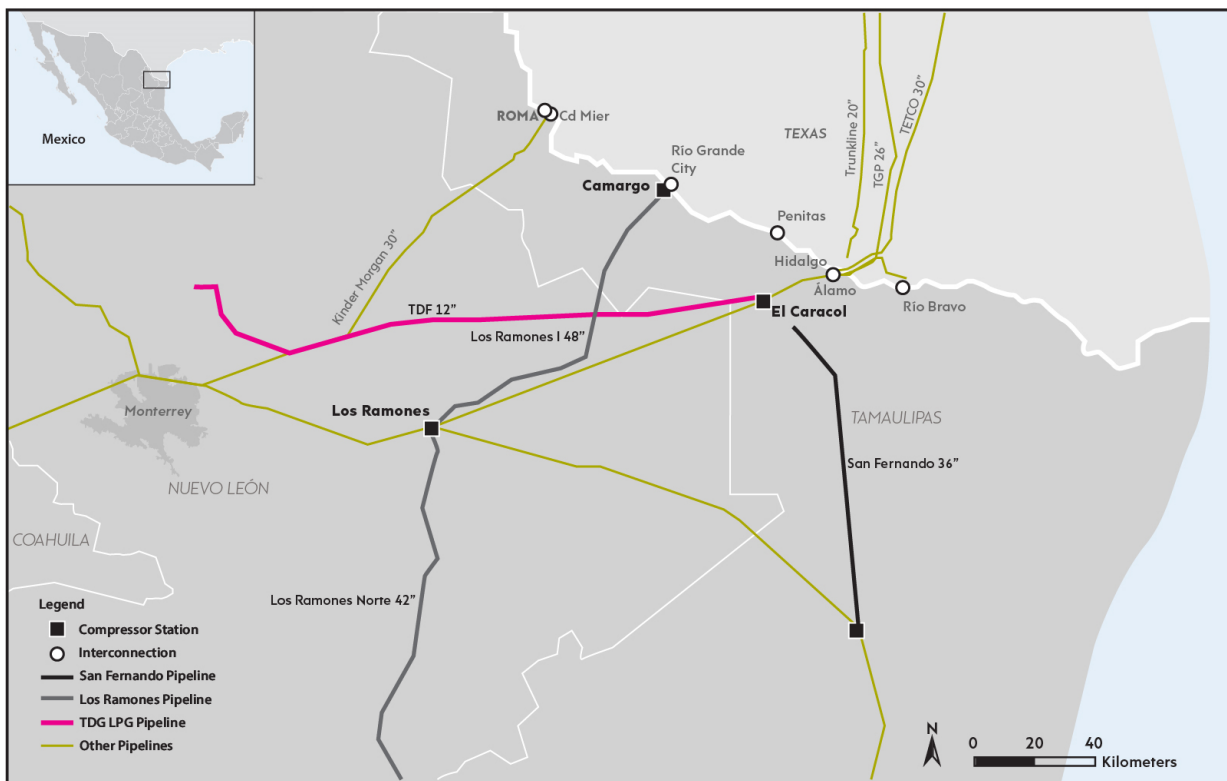 Mexico
ROMA
Cd Mier
TEXAS
Trunkline 20”
TGP 26”
TETCO 30”
Río Grande
City
Camargo
Penitas
Hidalgo
Álamo
Río Bravo
Kinder Morgan 30”
TDF 12”
El Caracol
Los Ramones I 48”
Monterrey
Los Ramones
TAMAULIPAS
San Fernando 36”
NUEVO LEÓN
COAHUILA
Los Ramones Norte 42”
Legend
Compressor Station
Interconnection
San Fernando Pipeline
Los Ramones Pipeline
TDG LPG Pipeline
Other Pipelines
N
0 20 40
Kilometers